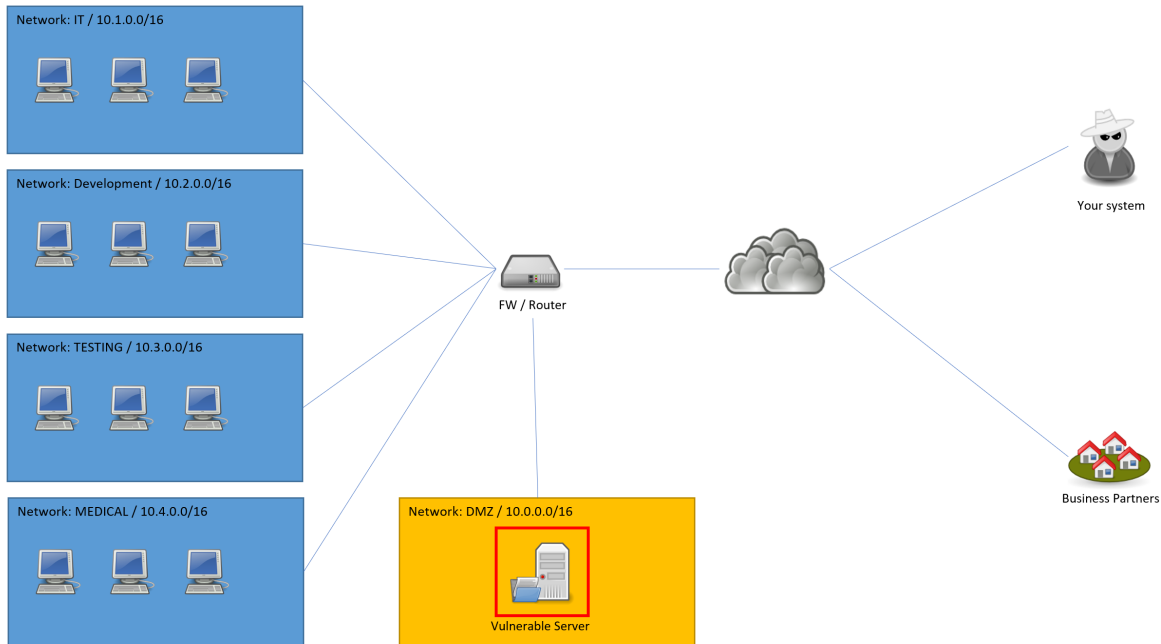 Network: IT / 10.1.0.0/16
Network: Development / 10.2.0.0/16
Network: TESTING / 10.3.0.0/16
Network: MEDICAL / 10.4.0.0/16
FW / Router
Network: DMZ / 10.0.0.0/16
Vulnerable Server
Your system
Business Partners